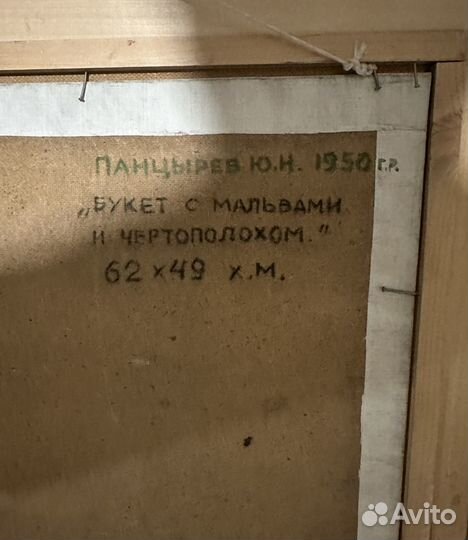 ПАНЦЫРЕВ Ю.Н. 1950 г.р.
„БУКЕТ С МАЛЬВАМИ
И ЧЕРТОПОЛОХОМ."
62 х 49 х.м.
Avito